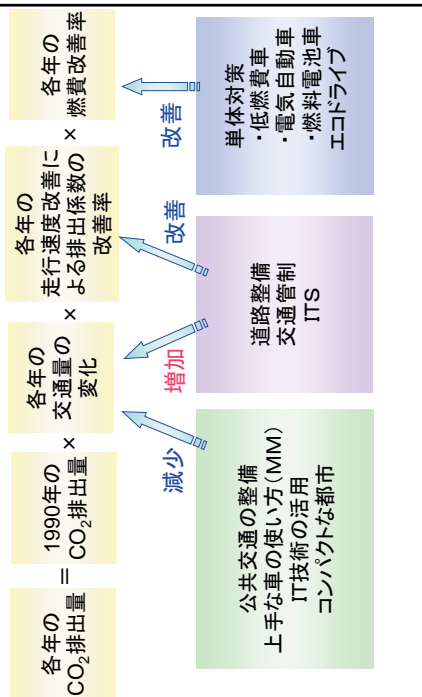 各年の
CO₂排出量
＝
1990年の
CO₂排出量
×
各年の
交通量の
変化
×
各年の
走行速度改善に
よる排出係数の
改善率
×
各年の
燃費改善率
減少
増加
改善
改善
公共交通の整備
上手な車の使い方(MM)
IT技術の活用
コンパクトな都市
道路整備
交通管制
ITS
単体対策
・低燃費車
・電気自動車
・燃料電池車
エコドライブ